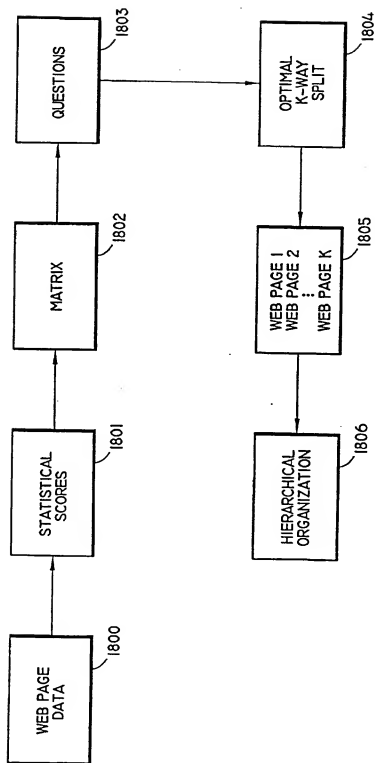 WEB PAGE
DATA
1800
STATISTICAL
SCORES
1801
MATRIX
1802
QUESTIONS
1803
OPTIMAL
K-WAY
SPLIT
1804
WEB PAGE 1
WEB PAGE 2
⋮
WEB PAGE K
1805
HIERARCHICAL
ORGANIZATION
1806